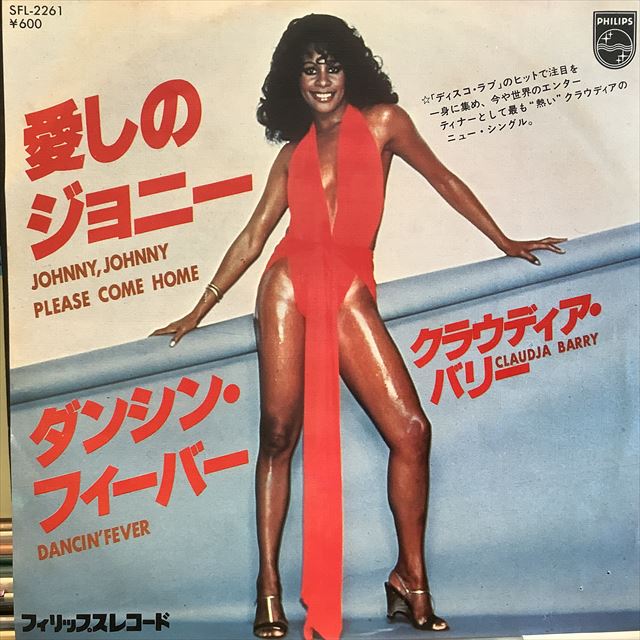 SFL-2261
¥600
PHILIPS
☆「ディスコ・ラブ」のヒットで注目を
一身に集め、今や世界のエンター
ティナーとして最も“熱い”クラウディアの
ニュー・シングル。
愛しの
ジョニー
JOHNNY, JOHNNY
PLEASE COME HOME
クラウディア・
バリー
CLAUDJA BARRY
ダンシン・
フィーバー
DANCIN' FEVER
フィリップスレコード